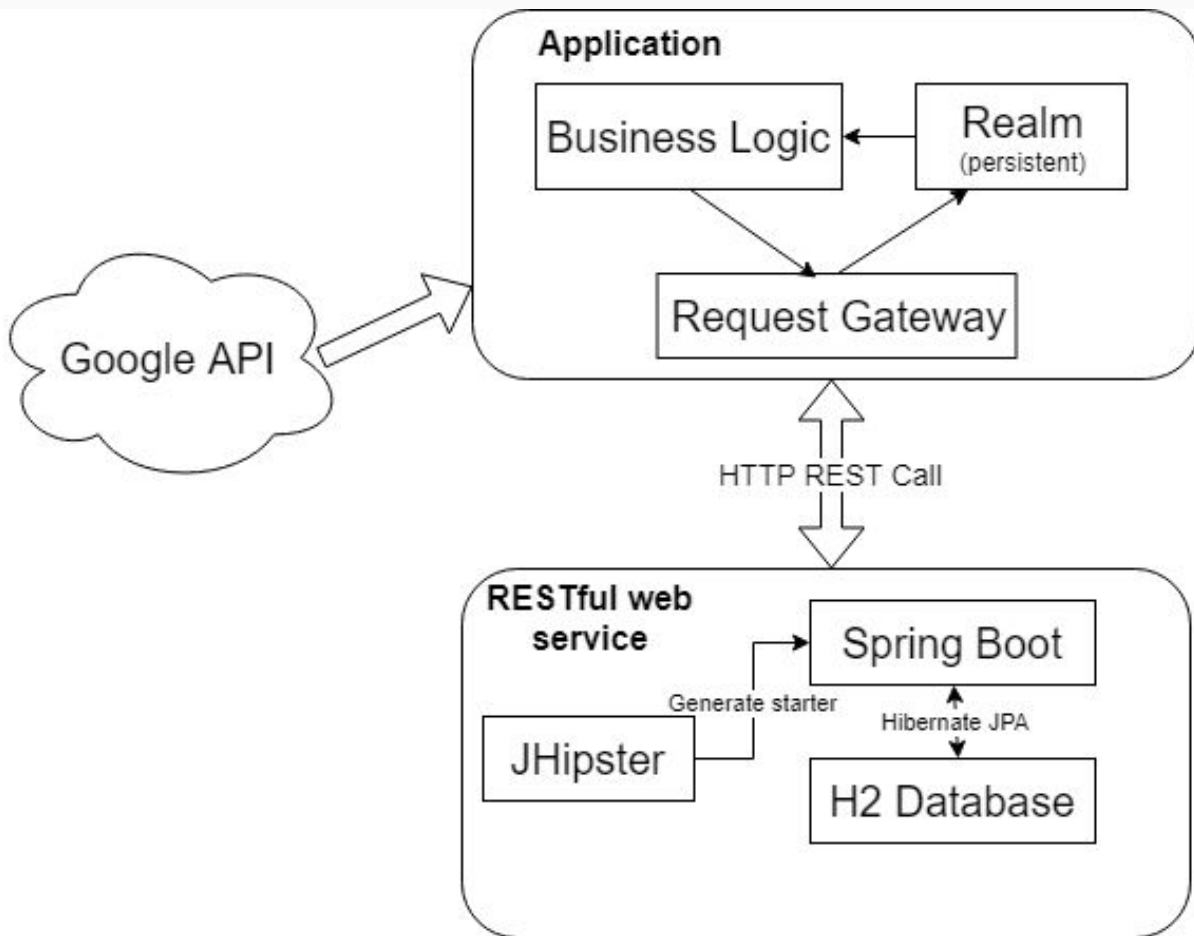 Application
Business Logic
Realm
(persistent)
Request Gateway
Google API
HTTP REST Call
RESTful web
service
Spring Boot
Generate starter
Hibernate JPA
JHipster
H2 Database